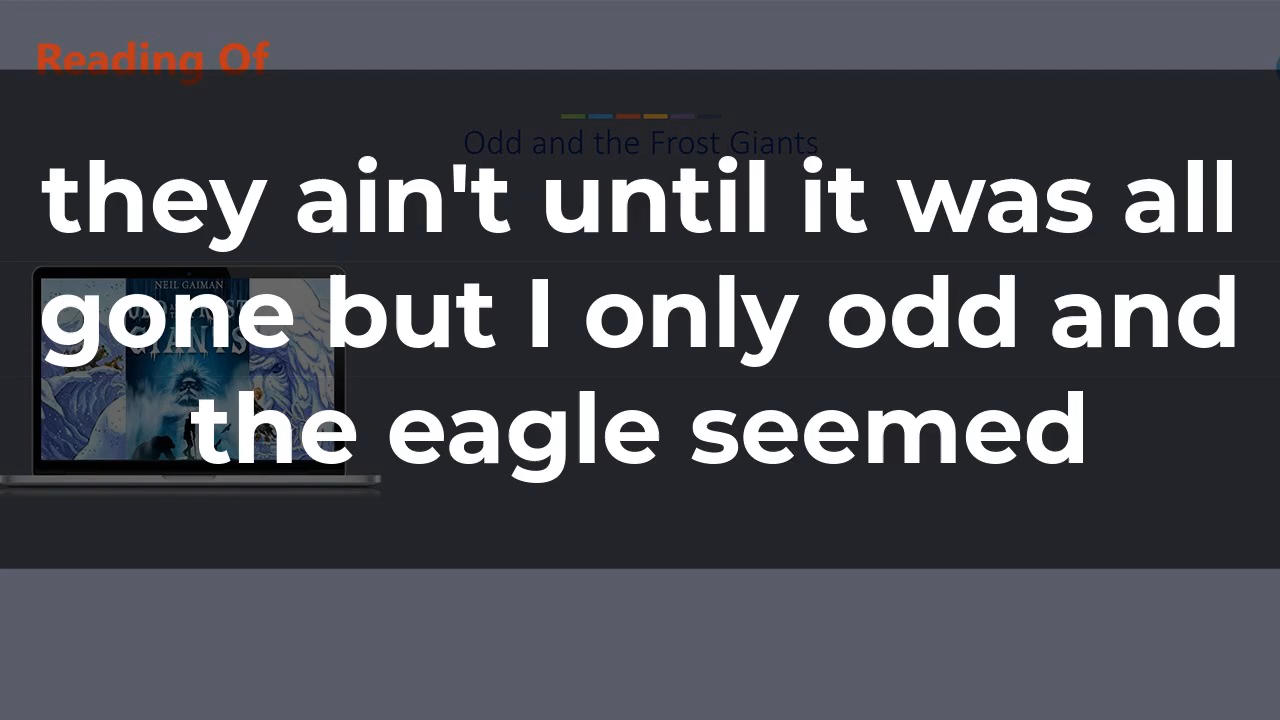 Reading Of
Odd and the Frost Giants
they ain't until it was all
gone but I only odd and
the eagle seemed
NEIL GAIMAN
GIANTS